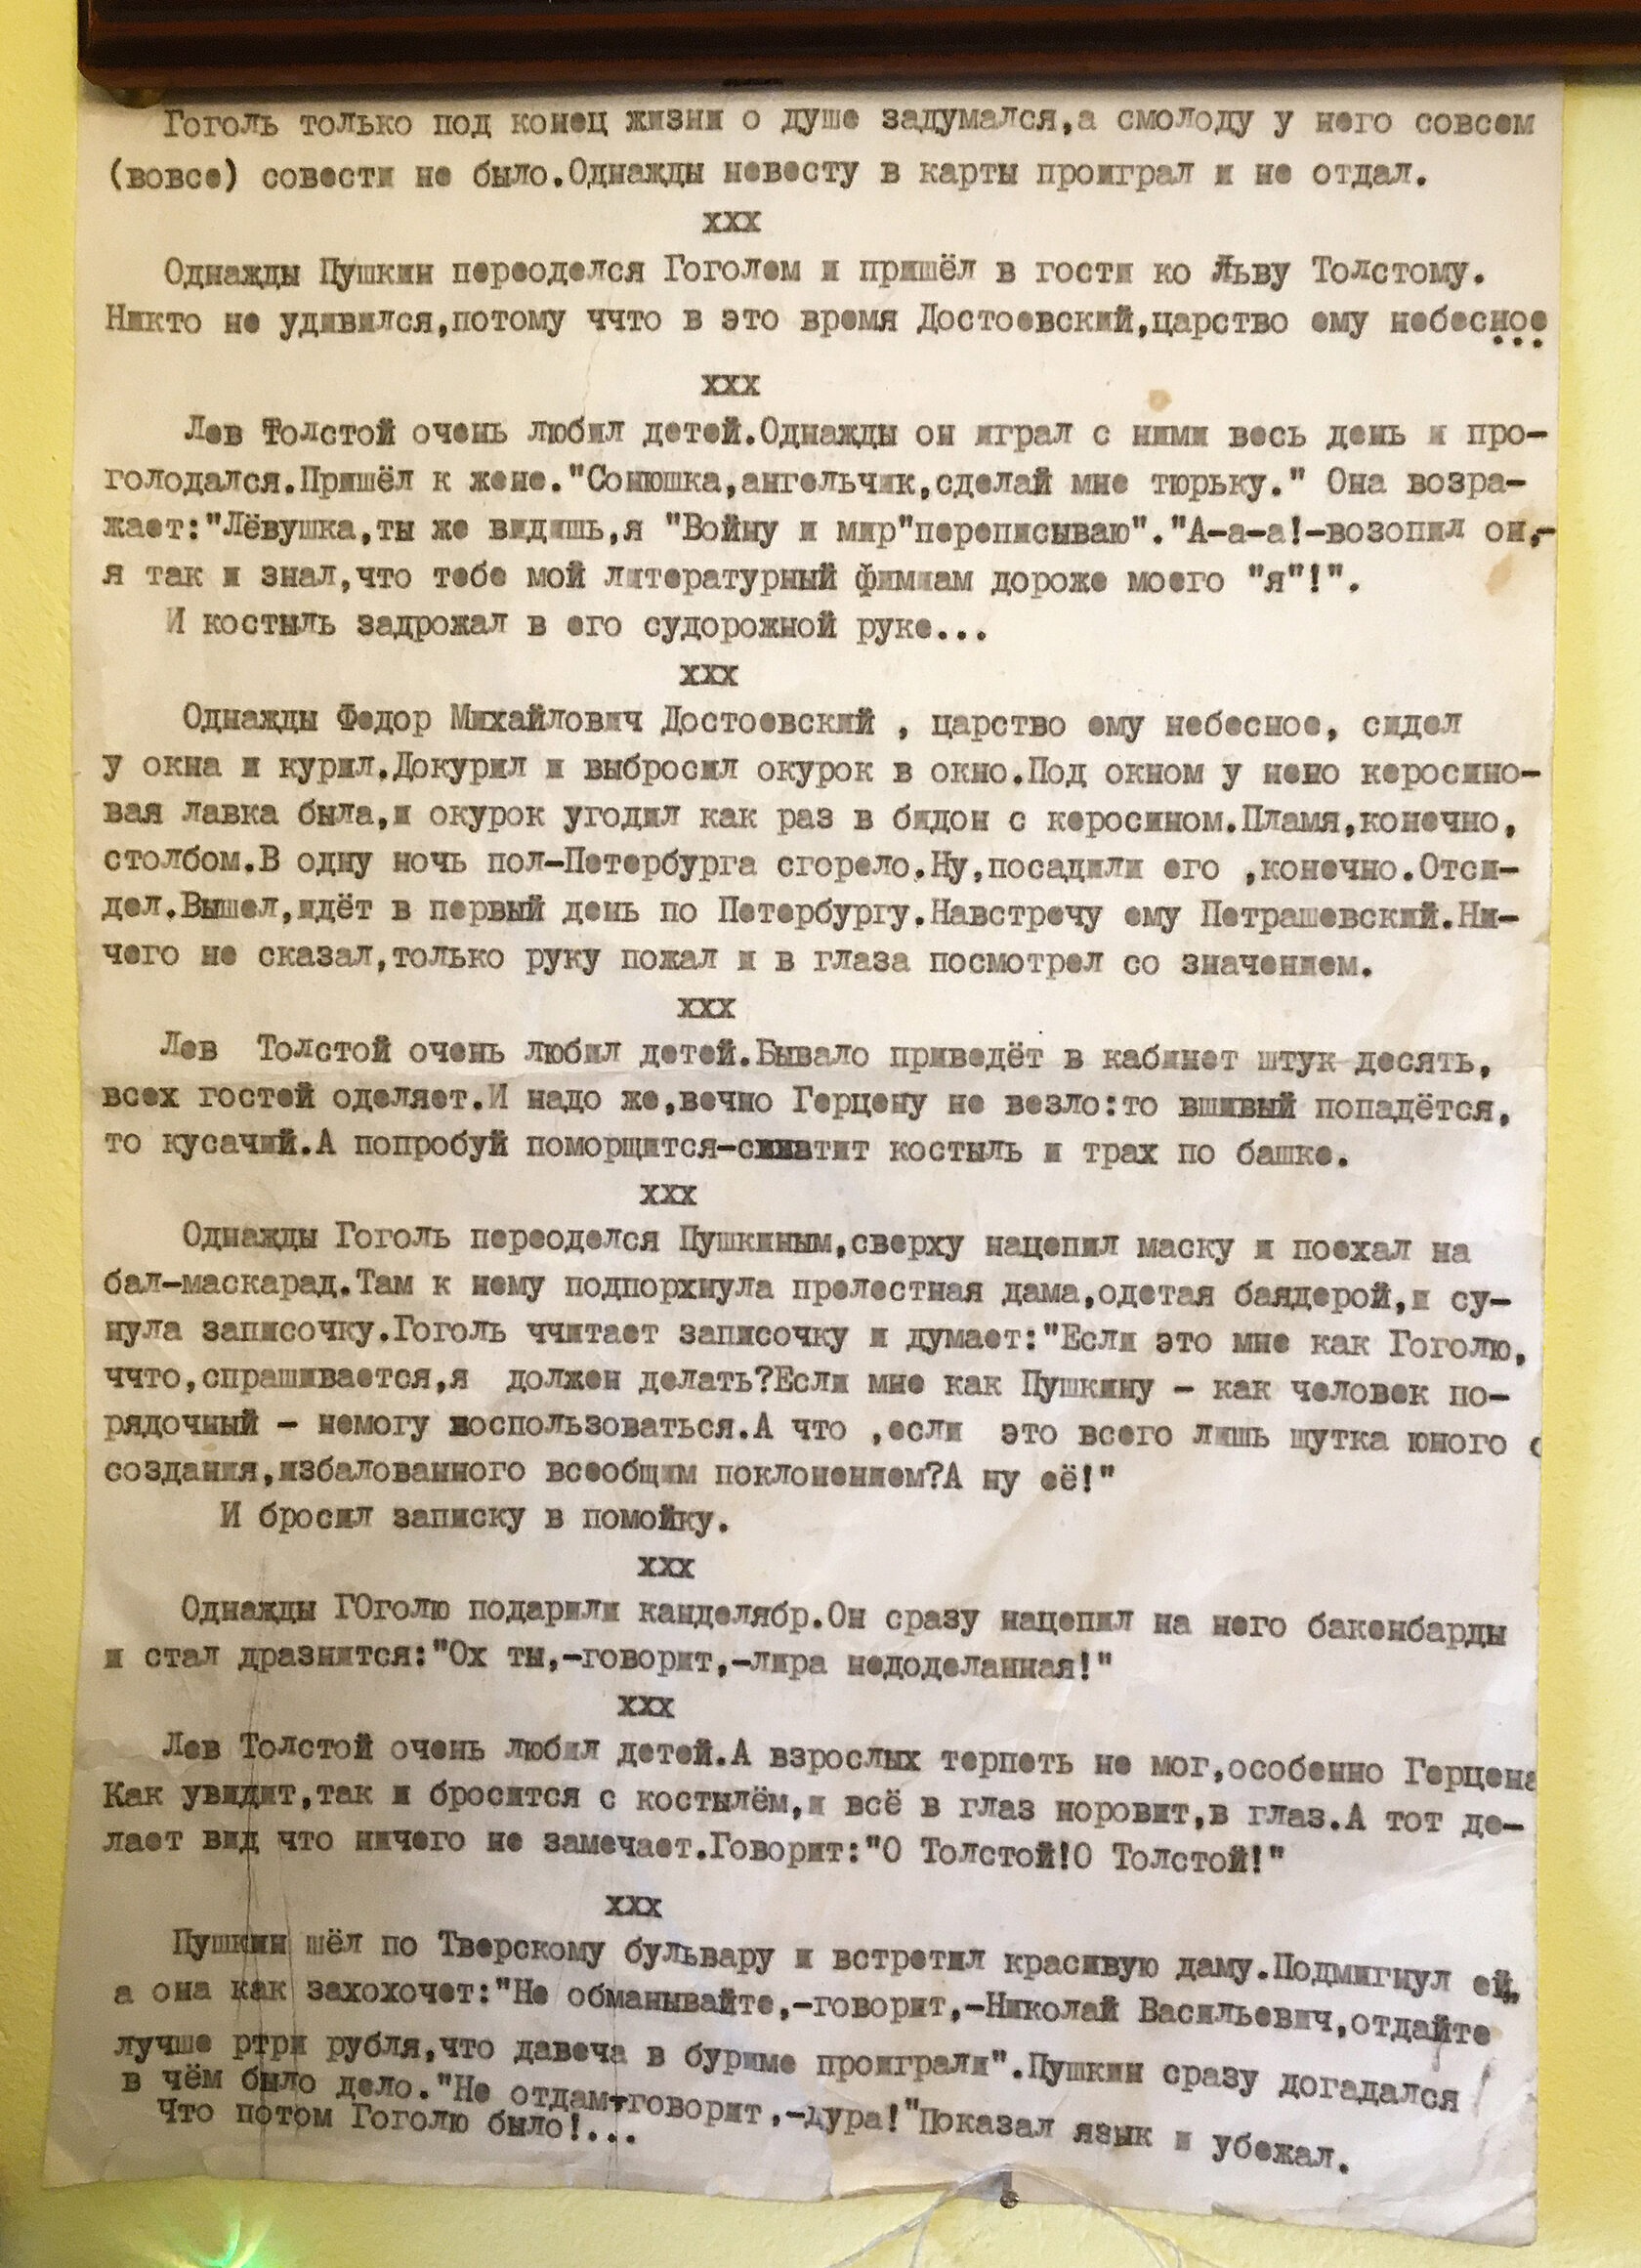 Гоголь только под конец жизни о душе задумался,а смолоду у него совсем
(вовсе) совести не было.Однажды невесту в карты проиграл и не отдал.
ххх
Однажды Пушкин переоделся Гоголем и пришёл в гости ко Льву Толстому.
Никто не удивился,потому ччто в это время Достоевский,царство ему небесное
...
ххх
Лев Толстой очень любил детей.Однажды он играл с ними весь день и про-
голодался.Пришёл к жене."Сонюшка,ангельчик,сделай мне тюрьку." Она возра-
жает:"Лёвушка,ты же видишь,я "Войну и мир"переписываю"."А-а-а!-возопил он,-
я так и знал,что тебе мой литературный фимиам дороже моего "я"!".
И костыль задрожал в его судорожной руке...
ххх
Однажды Федор Михайлович Достоевский , царство ему небесное, сидел
у окна и курил.Докурил и выбросил окурок в окно.Под окном у нено керосино-
вая лавка была,и окурок угодил как раз в бидон с керосином.Пламя,конечно,
столбом.В одну ночь пол-Петербурга сгорело.Ну,посадили его ,конечно.Отси-
дел.Вышел,идёт в первый день по Петербургу.Навстречу ему Петрашевский.Ни-
чего не сказал,только руку пожал и в глаза посмотрел со значением.
ххх
Лев Толстой очень любил детей.Бывало приведёт в кабинет штук десять,
всех гостей оделяет.И надо же,вечно Герцену не везло:то вшивый попадётся,
то кусачий.А попробуй поморщится- костыль и трах по башке.
ххх
Однажды Гоголь переоделся Пушкиным,сверху нацепил маску и поехал на
бал-маскарад.Там к нему подпорхнула прелестная дама,одетая баядерой,и су-
нула записочку.Гоголь ччитает записочку и думает:"Если это мне как Гоголю,
ччто,спрашивается,я должен делать?Если мне как Пушкину - как человек по-
рядочный - немогу воспользоваться.А что ,если это всего лишь шутка юного с
создания,избалованного всеобщим поклонением?А ну её!"
И бросил записку в помойку.
ххх
Однажды ГОголю подарили канделябр.Он сразу нацепил на него бакенбарды
и стал дразнится:"Ох ты,-говорит,-лира недоделанная!"
ххх
Лев Толстой очень любил детей.А взрослых терпеть не мог,особенно Герцена
Как увидит,так и бросится с костылём,и всё в глаз норовит,в глаз.А тот де-
лает вид что ничего не замечает.Говорит:"О Толстой!О Толстой!"
ххх
Пушкин шёл по Тверскому бульвару и встретил красивую даму.Подмигнул ей,
а она как захохочет:"Не обманывайте,-говорит,-Николай Васильевич,отдайте
лучше ртри рубля,что давеча в буриме проиграли".Пушкин сразу догадался
в чём было дело."Не отдам-говорит,-дура!"Показал язык и убежал.
Что потом Гоголю было!...